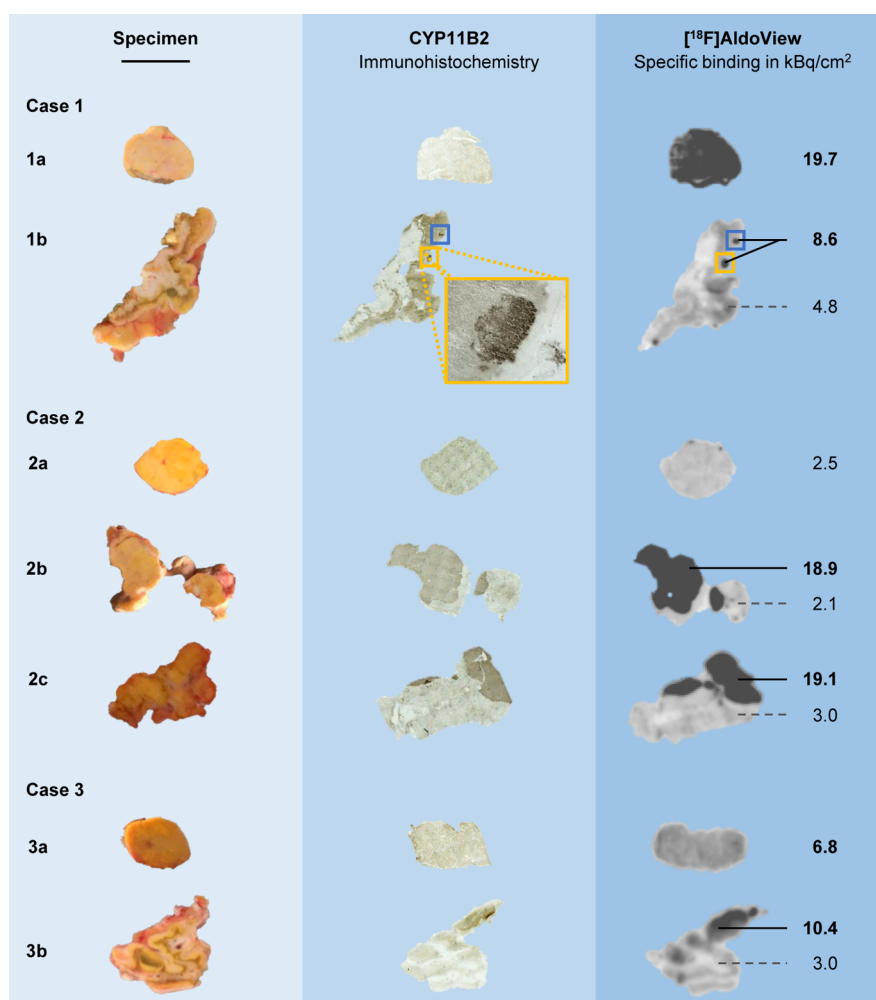 Specimen
CYP11B2
Immunohistochemistry
[¹⁸F]AldoView
Specific binding in kBq/cm²
Case 1
1a
19.7
1b
8.6
4.8
Case 2
2a
2.5
2b
18.9
2.1
2c
19.1
3.0
Case 3
3a
6.8
3b
10.4
3.0